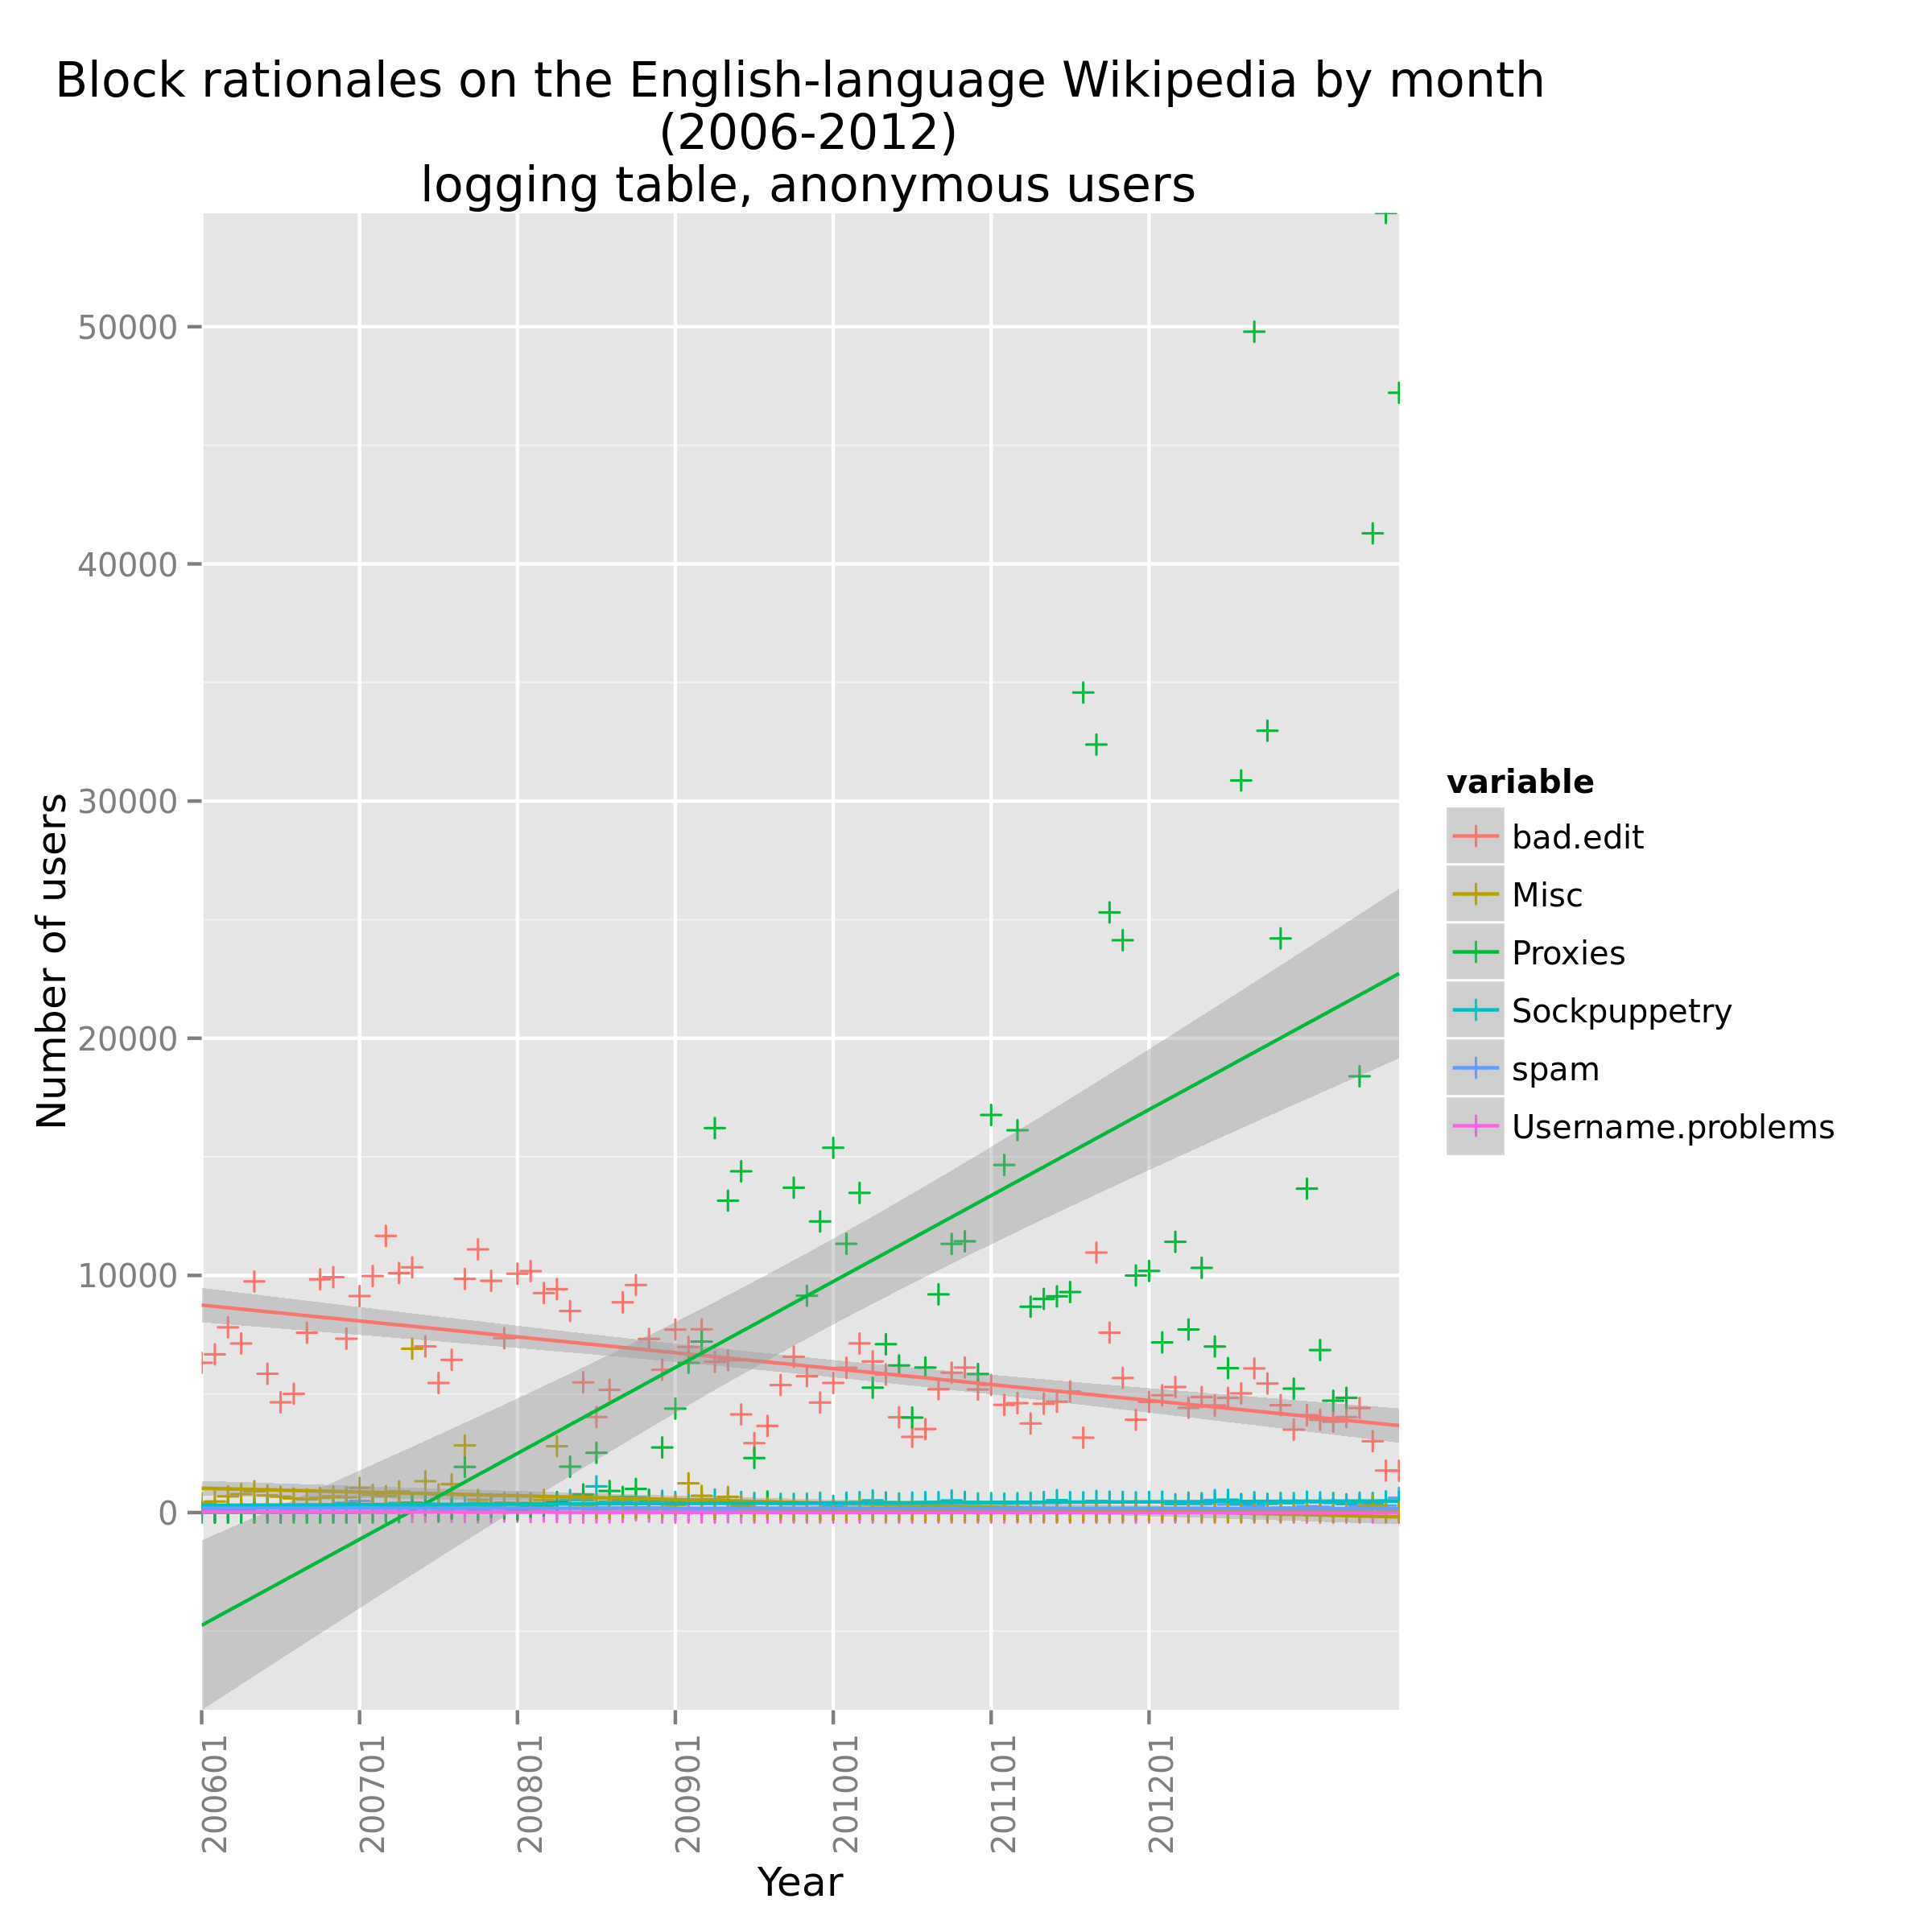 Block rationales on the English-language Wikipedia by month
(2006-2012)
logging table, anonymous users
Number of users
50000
40000
30000
20000
10000
0
200601
200701
200801
200901
201001
201101
201201
Year
variable
bad.edit
Misc
Proxies
Sockpuppetry
spam
Username.problems